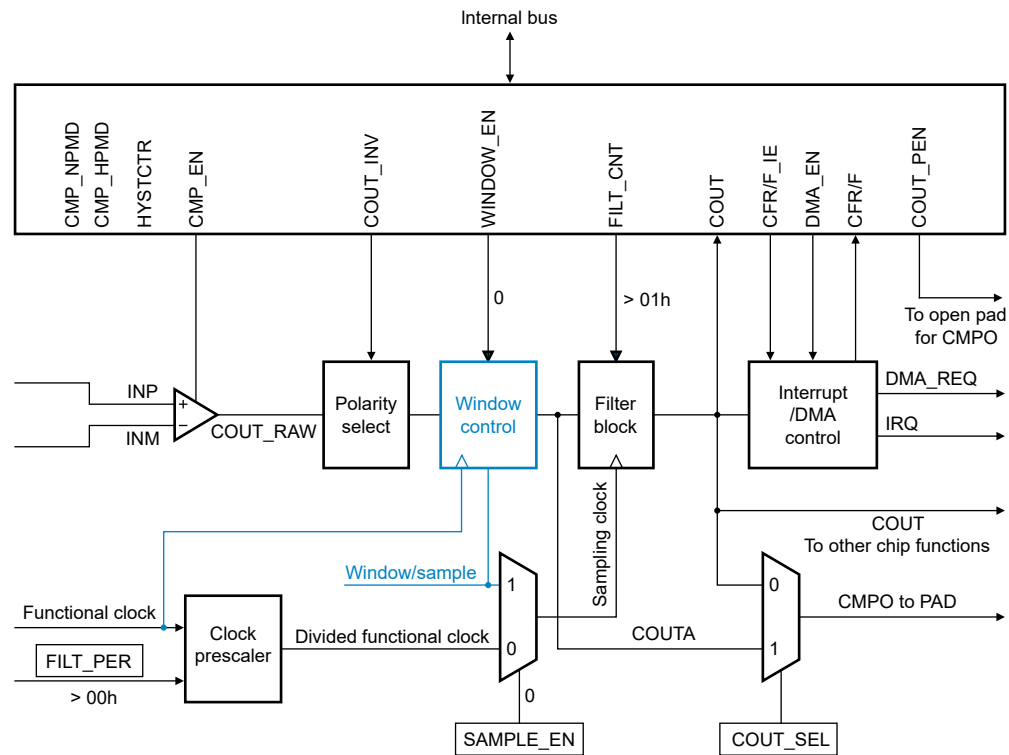 Internal bus
CMP_NPMD
CMP_HPMD
HYSTCTR
CMP_EN
COUT_INV
WINDOW_EN
FILT_CNT
COUT
CFR/F_IE
DMA_EN
CFR/F
COUT_PEN
0
> 01h
To open pad
for CMPO
INP
+
−
INM
COUT_RAW
Polarity
select
Window
control
Filter
block
Interrupt
/DMA
control
DMA_REQ
IRQ
Sampling clock
COUT
To other chip functions
Window/sample
1
0
Functional clock
FILT_PER
> 00h
Clock
prescaler
Divided functional clock
0
SAMPLE_EN
COUTA
0
1
CMPO to PAD
COUT_SEL